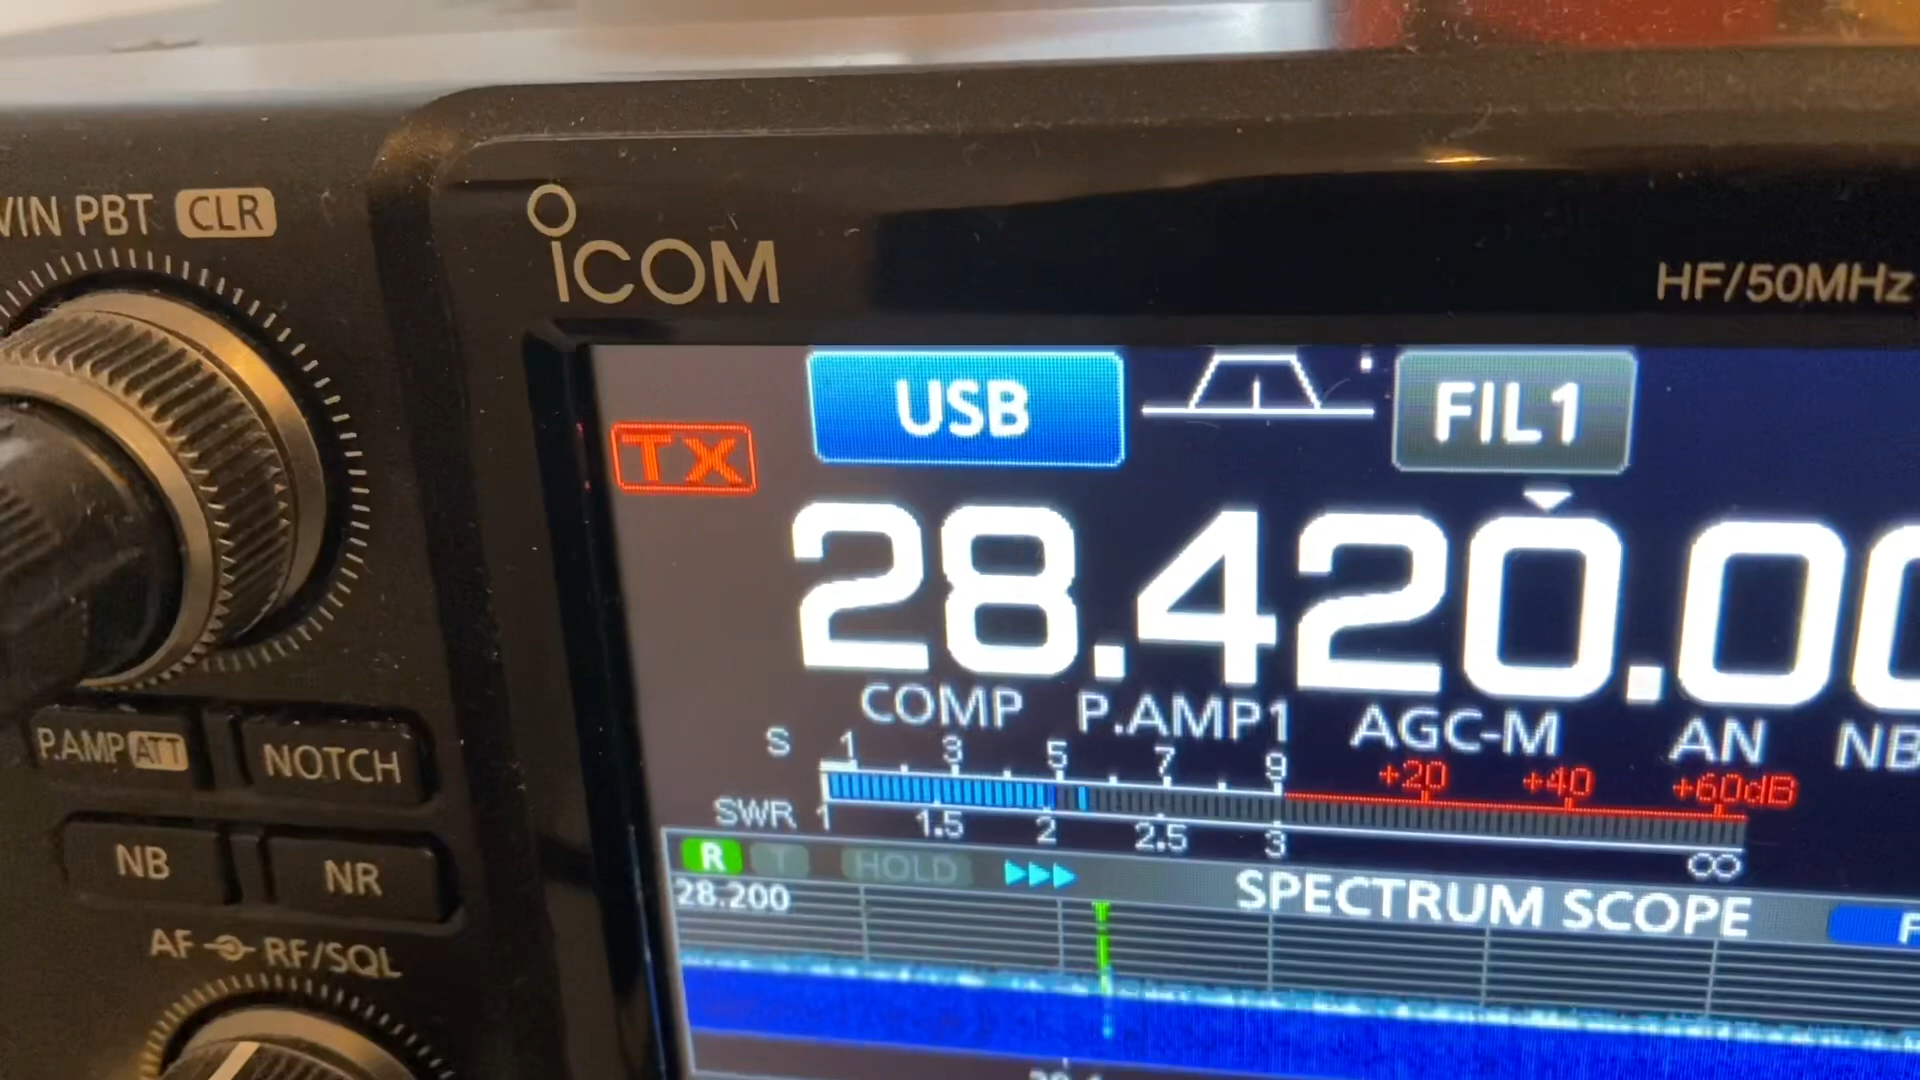 WIN PBT CLR
ICOM
HF/50MHz
USB
FIL1
TX
28.420.00
COMP P.AMP1 AGC-M AN NB
S 1 3 5 7 9 +20 +40 +60dB
SWR 1 1.5 2 2.5 3 ∞
P.AMP ATT
NOTCH
NB
NR
R T HOLD
SPECTRUM SCOPE
28.200
AF RF/SQL